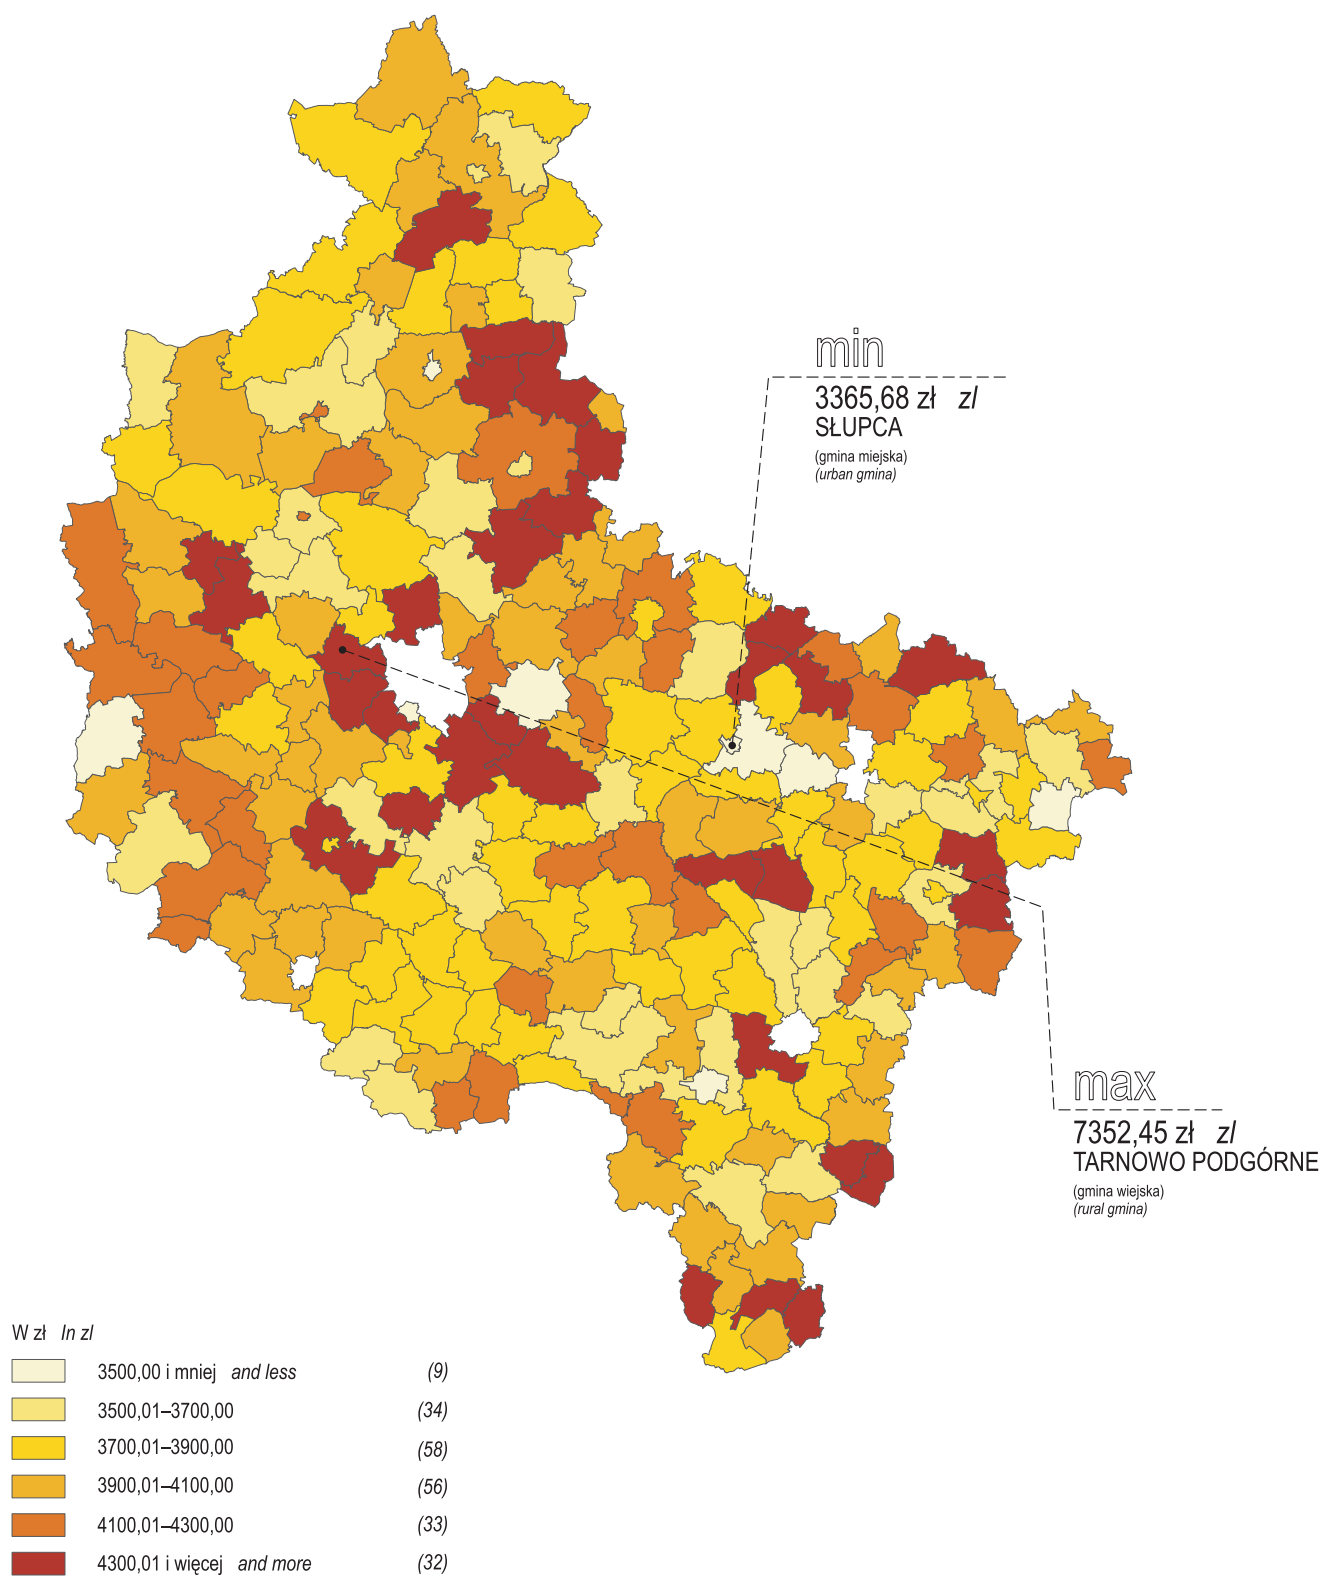 min
3365,68 zł zl
SŁUPCA
(gmina miejska)
(urban gmina)
max
7352,45 zł zl
TARNOWO PODGÓRNE
(gmina wiejska)
(rural gmina)
W zł In zl
3500,00 i mniej and less (9)
3500,01–3700,00 (34)
3700,01–3900,00 (58)
3900,01–4100,00 (56)
4100,01–4300,00 (33)
4300,01 i więcej and more (32)